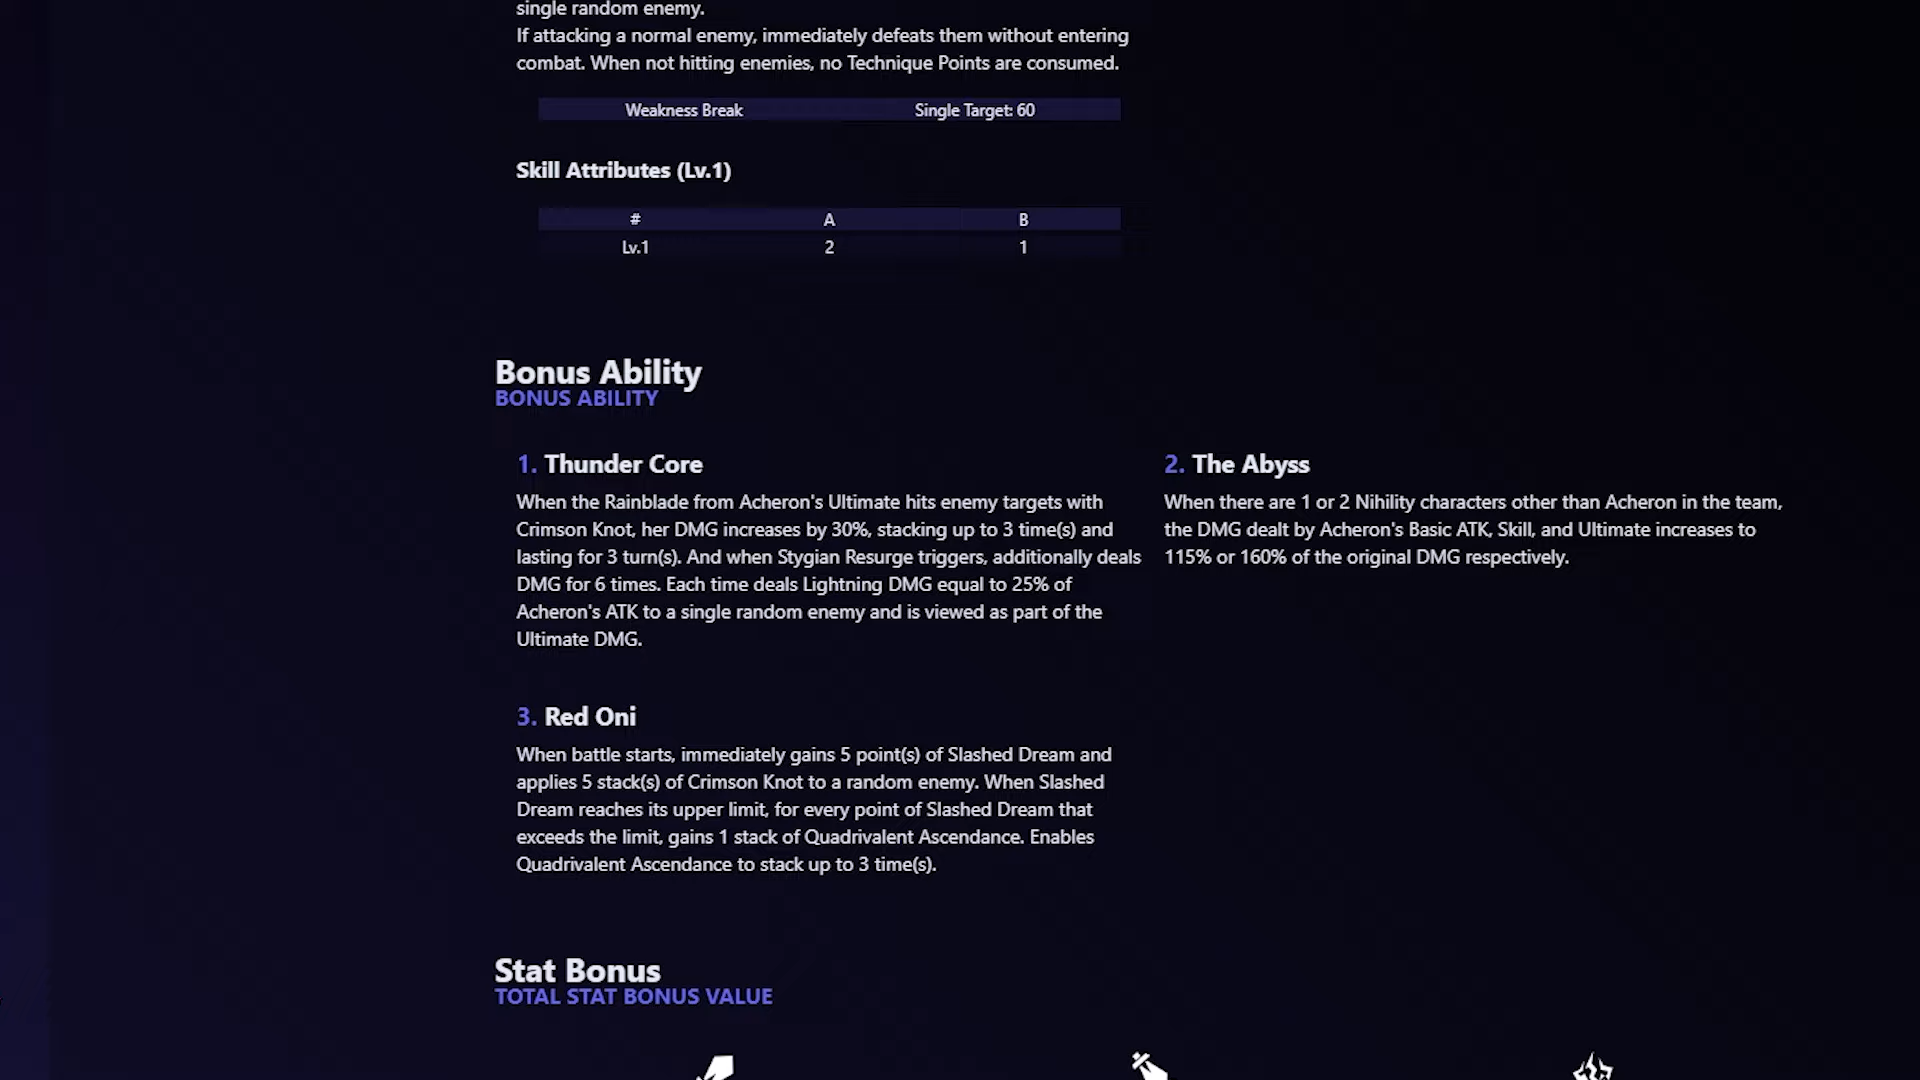 single random enemy.
If attacking a normal enemy, immediately defeats them without entering
combat. When not hitting enemies, no Technique Points are consumed.
Weakness Break Single Target: 60
Skill Attributes (Lv.1)
# A B
Lv.1 2 1
Bonus Ability
BONUS ABILITY
1. Thunder Core
When the Rainblade from Acheron's Ultimate hits enemy targets with
Crimson Knot, her DMG increases by 30%, stacking up to 3 time(s) and
lasting for 3 turn(s). And when Stygian Resurge triggers, additionally deals
DMG for 6 times. Each time deals Lightning DMG equal to 25% of
Acheron's ATK to a single random enemy and is viewed as part of the
Ultimate DMG.
2. The Abyss
When there are 1 or 2 Nihility characters other than Acheron in the team,
the DMG dealt by Acheron's Basic ATK, Skill, and Ultimate increases to
115% or 160% of the original DMG respectively.
3. Red Oni
When battle starts, immediately gains 5 point(s) of Slashed Dream and
applies 5 stack(s) of Crimson Knot to a random enemy. When Slashed
Dream reaches its upper limit, for every point of Slashed Dream that
exceeds the limit, gains 1 stack of Quadrivalent Ascendance. Enables
Quadrivalent Ascendance to stack up to 3 time(s).
Stat Bonus
TOTAL STAT BONUS VALUE